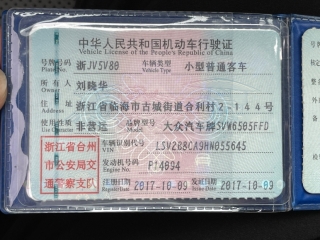 中华人民共和国机动车行驶证
Vehicle License of the People's Republic of China
号牌号码 浙JV5V80 车辆类型 小型普通客车
Plate No. Vehicle Type
所有人 刘晓华
Owner
住址 浙江省临海市古城街道合利村2-144号
Address
使用性质 非营运 品牌型号 大众汽车牌SVW6505FFD
Use Character Model
浙江省台州
市公安局交
通警察支队
车辆识别代号 LSV2B8CA9HN055645
VIN
发动机号码 P14894
Engine No.
注册日期 2017-10-09 发证日期 2017-10-09
Register Date Issue Date